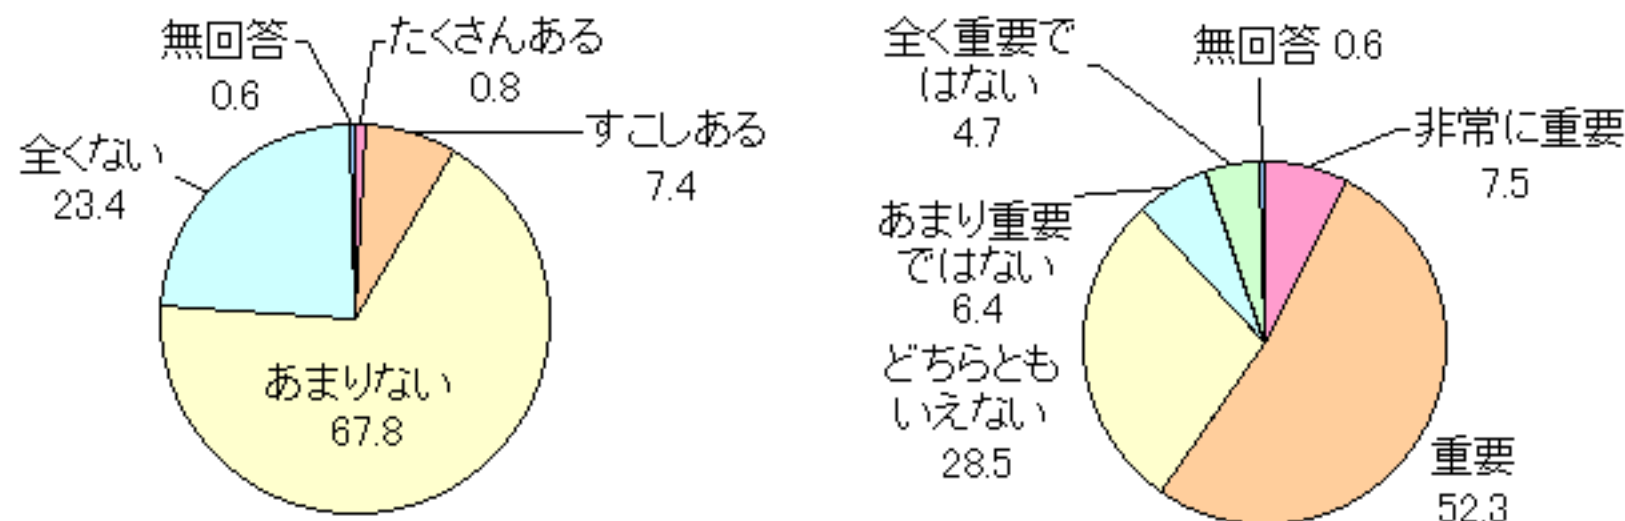 無回答
0.6
たくさんある
0.8
すこしある
7.4
全くない
23.4
あまりない
67.8
全く重要で
はない
4.7
無回答 0.6
非常に重要
7.5
あまり重要
ではない
6.4
どちらとも
いえない
28.5
重要
52.3